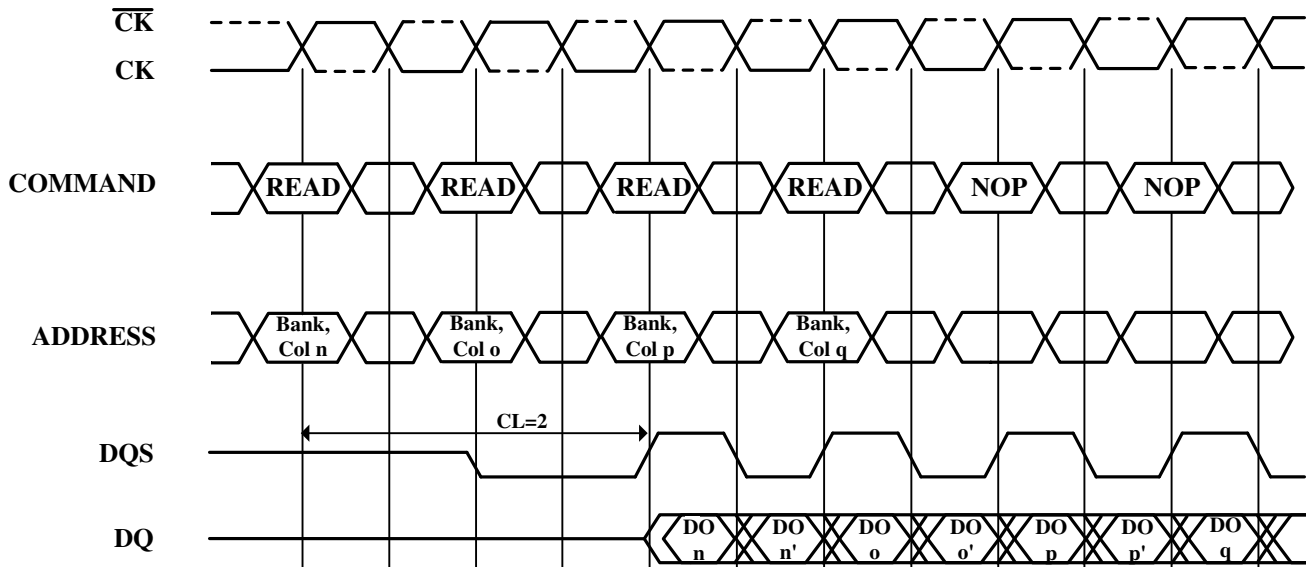 CK
CK
COMMAND
READ
READ
READ
READ
NOP
NOP
ADDRESS
Bank,
Col n
Bank,
Col o
Bank,
Col p
Bank,
Col q
CL=2
DQS
DQ
DO
n
DO
n'
DO
o
DO
o'
DO
p
DO
p'
DO
q